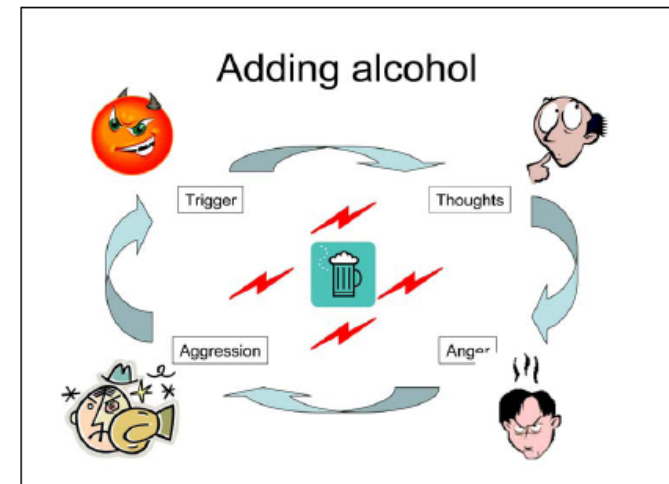 Adding alcohol
Trigger
Thoughts
Aggression
Anger